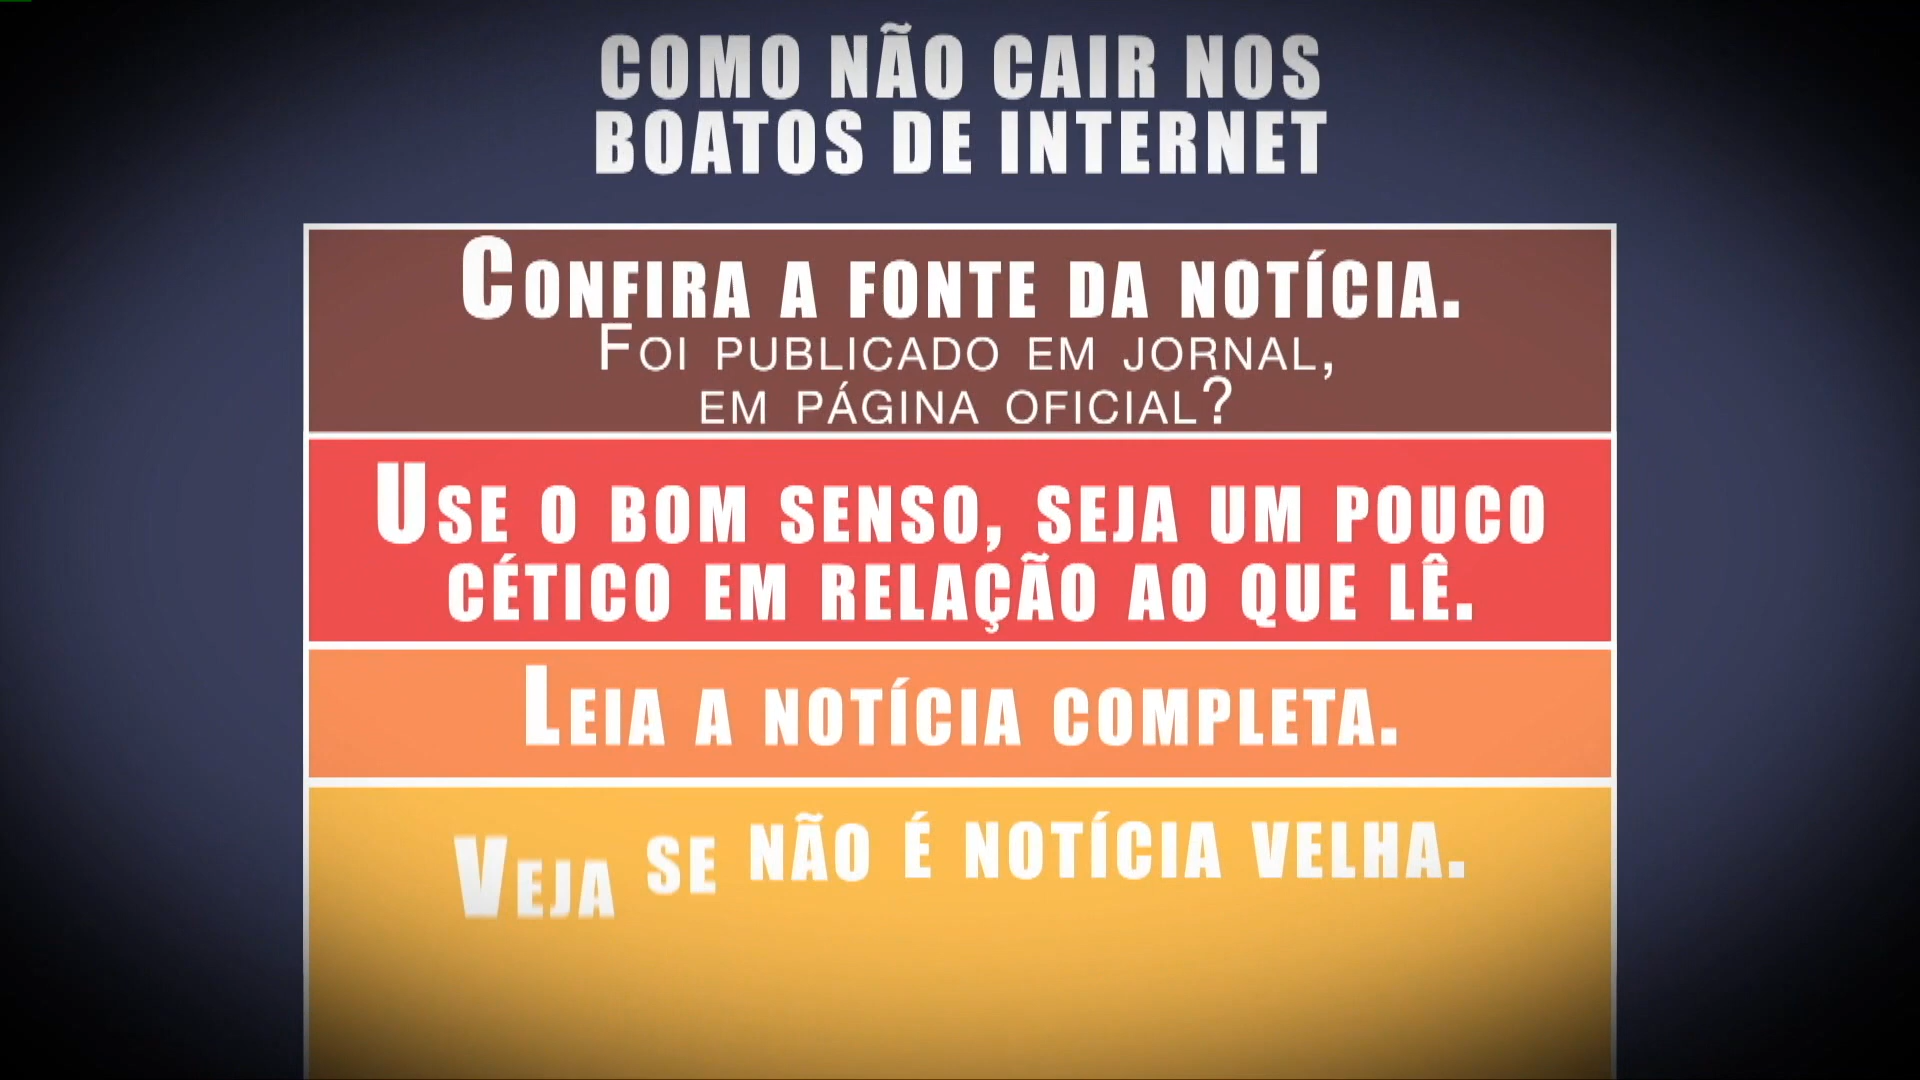 COMO NÃO CAIR NOS
BOATOS DE INTERNET
CONFIRA A FONTE DA NOTÍCIA.
FOI PUBLICADO EM JORNAL,
EM PÁGINA OFICIAL?
USE O BOM SENSO, SEJA UM POUCO
CÉTICO EM RELAÇÃO AO QUE LÊ.
LEIA A NOTÍCIA COMPLETA.
VEJA SE NÃO É NOTÍCIA VELHA.